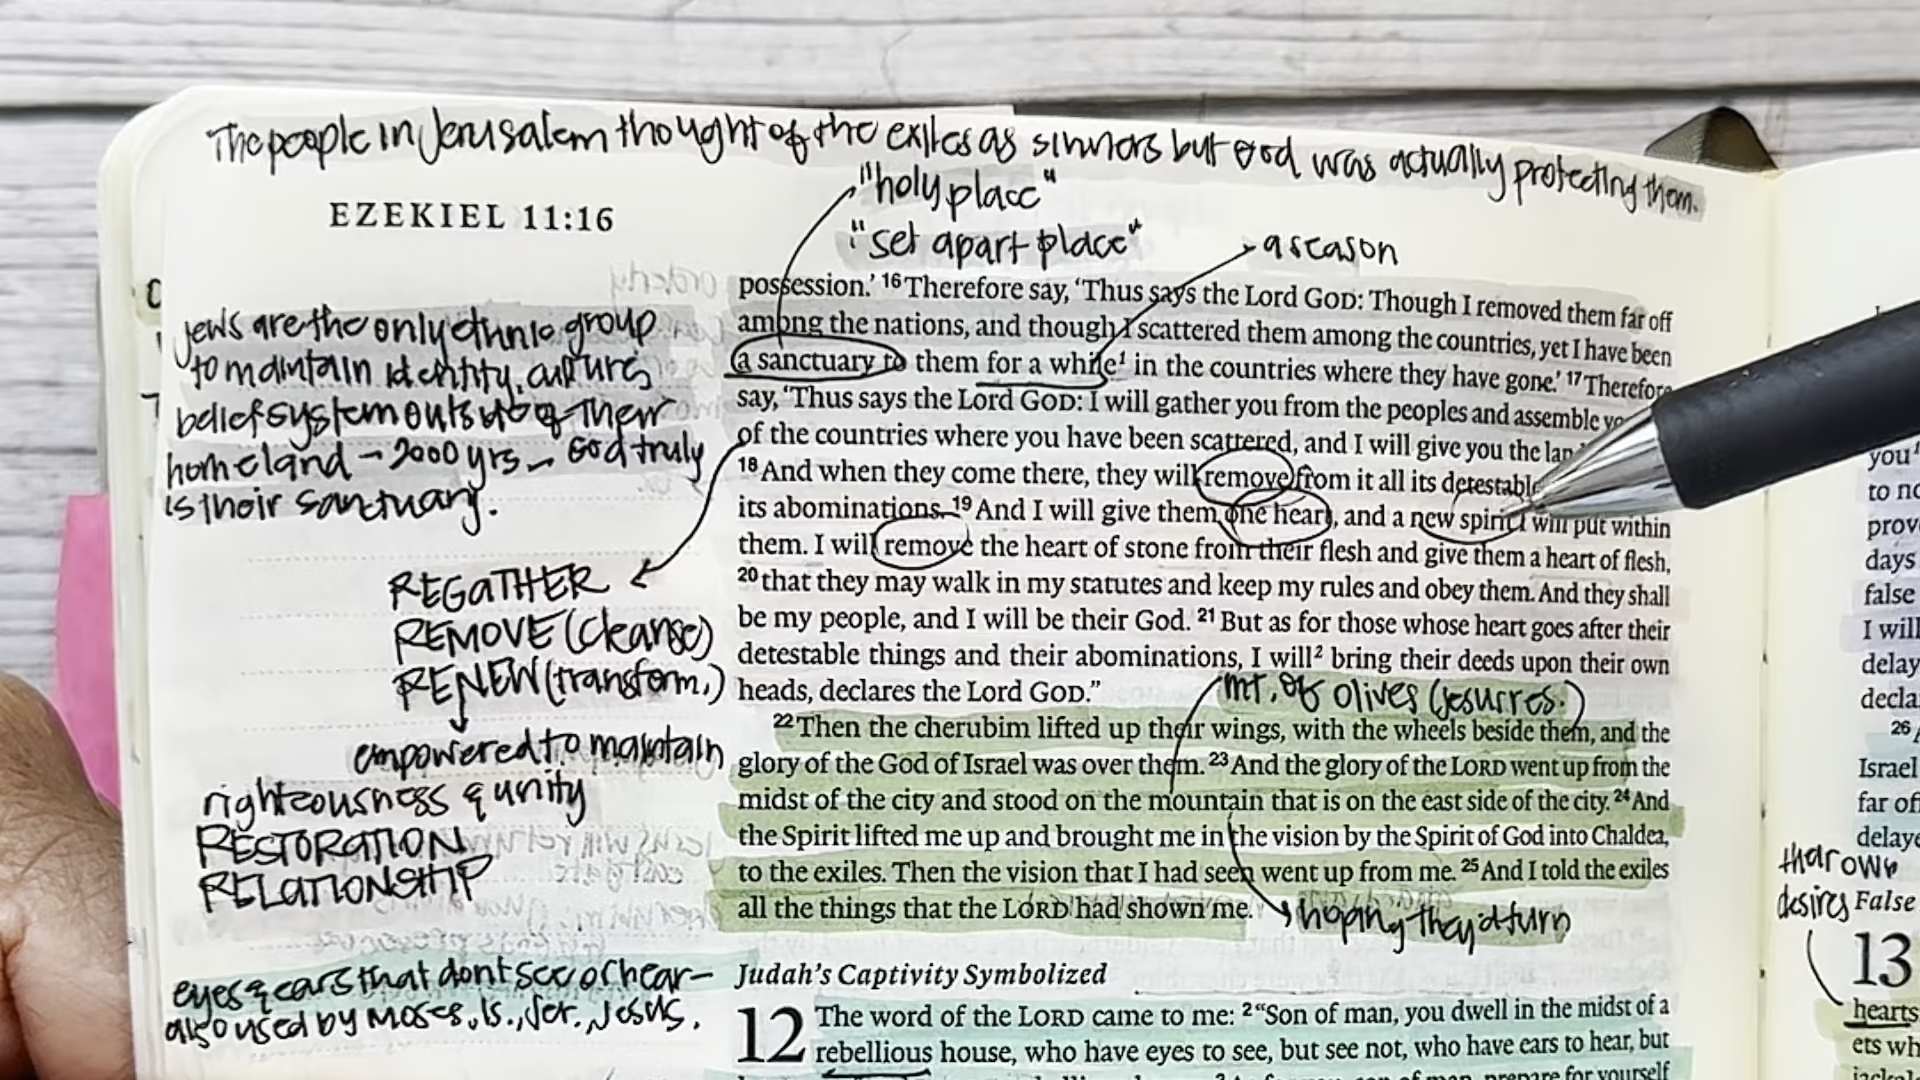 The people in Jerusalem thought of the exiles as sinners but God was actually protecting them.
EZEKIEL 11:16
"holy place"
"set apart place"
a season
Jews are the only ethnic group
to maintain identity, culture,
belief system outside of their
homeland – 2000 yrs – God truly
is their sanctuary.
REGATHER
REMOVE (cleanse)
RENEW (transform.)
empowered to maintain
righteousness & unity
RESTORATION
RELATIONSHIP
eyes & ears that dont see or hear –
also used by Moses, Is., Jer., Jesus.
possession.' 16 Therefore say, 'Thus says the Lord GOD: Though I removed them far off
among the nations, and though I scattered them among the countries, yet I have been
a sanctuary to them for a while1 in the countries where they have gone.' 17 Therefore
say, 'Thus says the Lord GOD: I will gather you from the peoples and assemble
of the countries where you have been scattered, and I will give you the
18 And when they come there, they will remove from it all its
its abominations. 19 And I will give them one heart, and a new spirit I will put within
them. I will remove the heart of stone from their flesh and give them a heart of flesh,
20 that they may walk in my statutes and keep my rules and obey them. And they shall
be my people, and I will be their God. 21 But as for those whose heart goes after their
detestable things and their abominations, I will2 bring their deeds upon their own
heads, declares the Lord GOD."
mt. of Olives (Jesus
22 Then the cherubim lifted up their wings, with the wheels beside them, and the
glory of the God of Israel was over them. 23 And the glory of the LORD went up from the
midst of the city and stood on the mountain that is on the east side of the city. 24 And
the Spirit lifted me up and brought me in the vision by the Spirit of God into Chaldea,
to the exiles. Then the vision that I had seen went up from me. 25 And I told the exiles
all the things that the LORD had shown me.
hoping they'd turn
Judah's Captivity Symbolized
12 The word of the LORD came to me: 2 "Son of man, you dwell in the midst of a
rebellious house, who have eyes to see, but see not, who have ears to hear, but
you
to
days
false
I will
delay
26
Israel
far
their own
desires
False
13
hearts